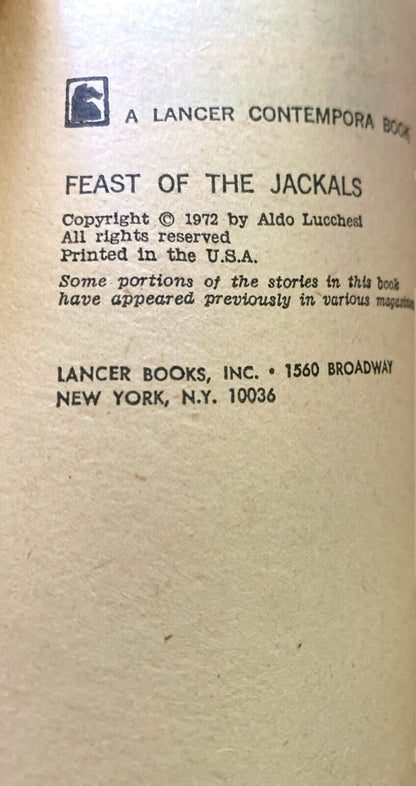 A LANCER CONTEMPORA BOOK
FEAST OF THE JACKALS
Copyright © 1972 by Aldo Lucchesi
All rights reserved
Printed in the U.S.A.
Some portions of the stories in this book
have appeared previously in various magazines
LANCER BOOKS, INC. • 1560 BROADWAY
NEW YORK, N.Y. 10036